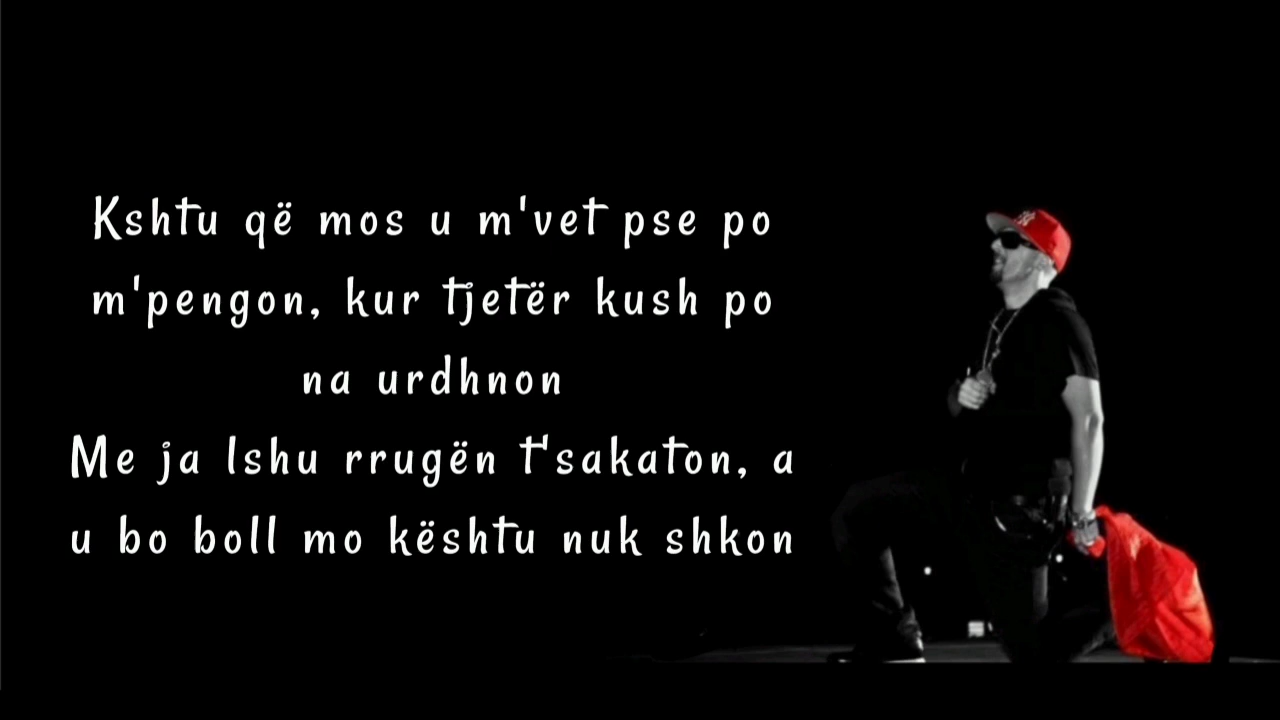 Kshtu që mos u m'vet pse po
m'pengon, kur tjetër kush po
na urdhnon
Me ja lshu rrugën t'sakaton, a
u bo boll mo kështu nuk shkon